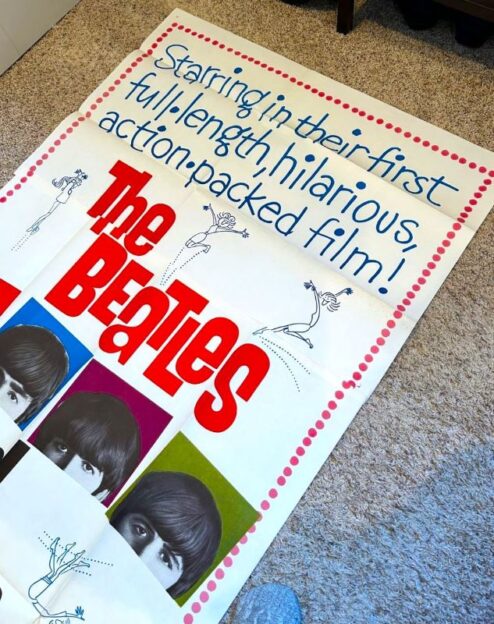 Starring in their first
full-length, hilarious,
action-packed film!
The
BEATLES